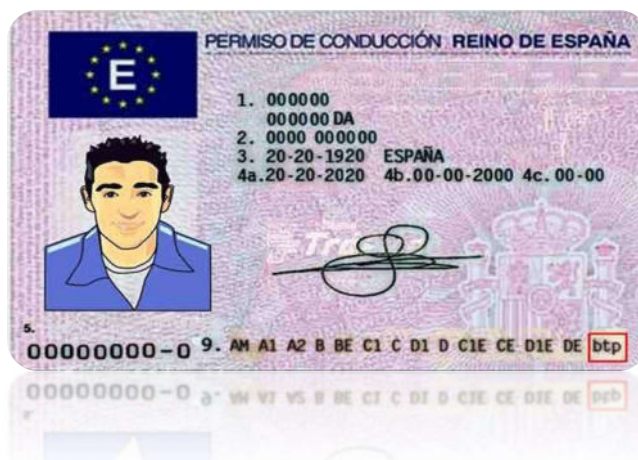 E
PERMISO DE CONDUCCIÓN REINO DE ESPAÑA
1. 000000
000000 DA
2. 0000 000000
3. 20-20-1920 ESPAÑA
4a.20-20-2020 4b.00-00-2000 4c.00-00
5.
00000000-0 9. AM A1 A2 B BE C1 C D1 D C1E CE D1E DE btp